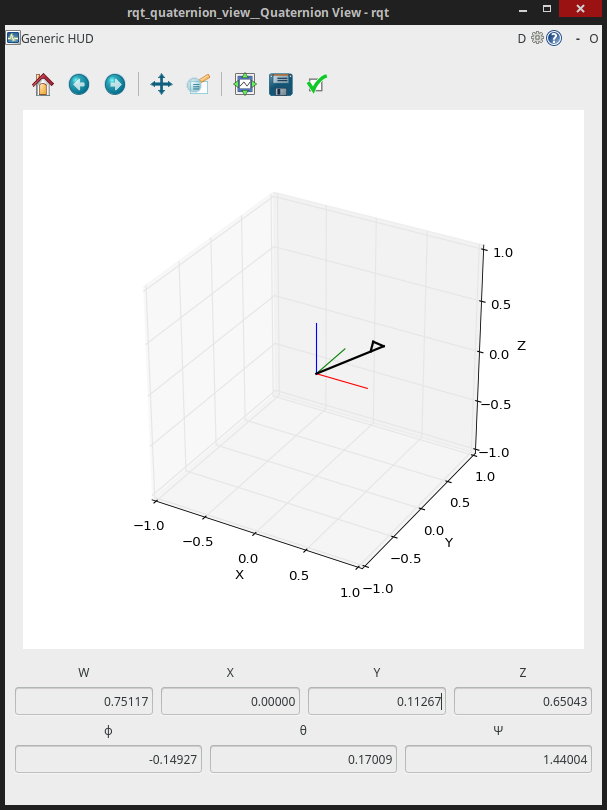 rqt_quaternion_view__Quaternion View - rqt
Generic HUD D ? - O
1.0
0.5
0.0 Z
−0.5
−1.0
1.0
0.5
0.0
−0.5 Y
−1.0
−1.0
−0.5
0.0
0.5
1.0
X
W X Y Z
0.75117 0.00000 0.11267 0.65043
ϕ θ Ψ
-0.14927 0.17009 1.44004